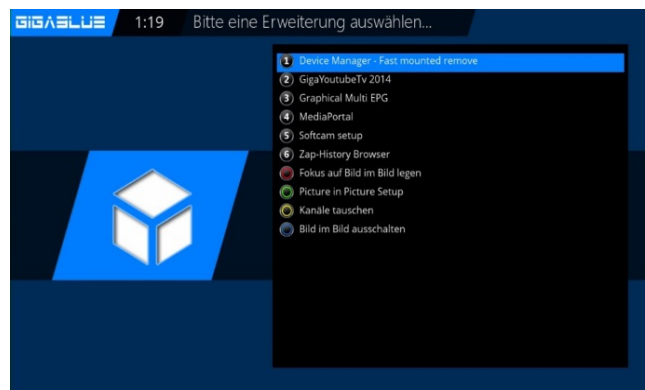 GIGABLUE 1:19 Bitte eine Erweiterung auswählen...
1 Device Manager - Fast mounted remove
2 GigaYoutubeTv 2014
3 Graphical Multi EPG
4 MediaPortal
5 Softcam setup
6 Zap-History Browser
Fokus auf Bild im Bild legen
Picture in Picture Setup
Kanäle tauschen
Bild im Bild ausschalten